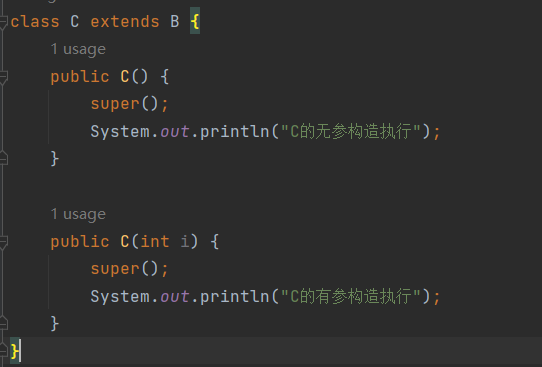 class C extends B {
1 usage
public C() {
super();
System.out.println("C的无参构造执行");
}
1 usage
public C(int i) {
super();
System.out.println("C的有参构造执行");
}
}